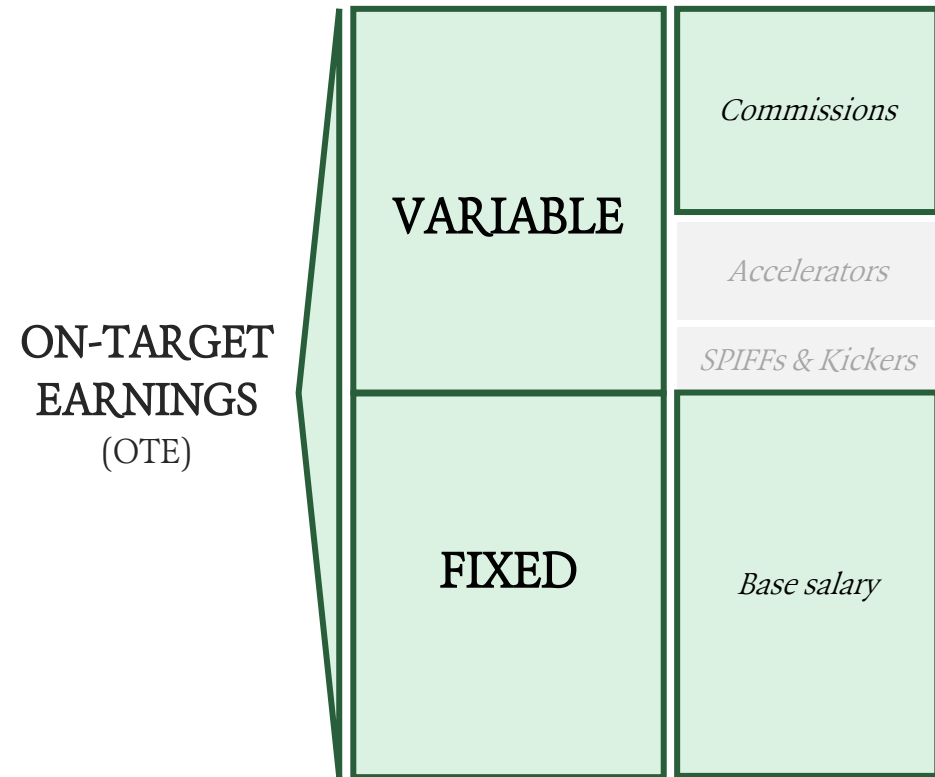 ON-TARGET
EARNINGS
(OTE)
VARIABLE
FIXED
Commissions
Accelerators
SPIFFs & Kickers
Base salary